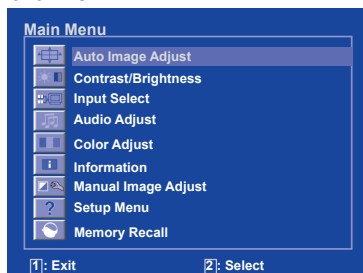 Main Menu
Auto Image Adjust
Contrast/Brightness
Input Select
Audio Adjust
Color Adjust
Information
Manual Image Adjust
Setup Menu
Memory Recall
1: Exit 2: Select